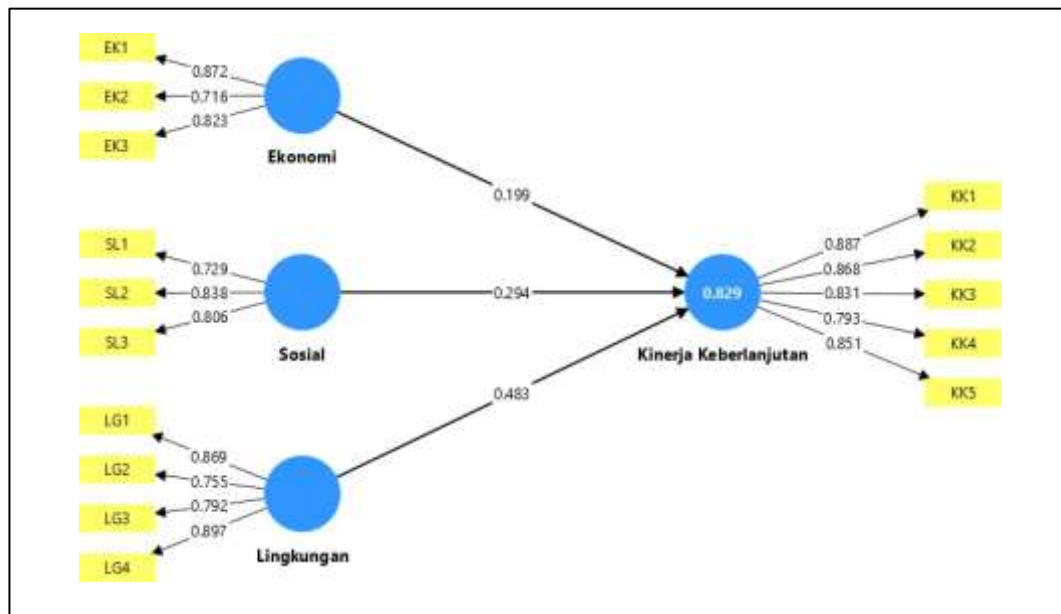 EK1
0.872
EK2
0.716
EK3
0.823
Ekonomi
0.199
SL1
0.729
SL2
0.838
SL3
0.806
Sosial
0.294
LG1
0.869
LG2
0.755
LG3
0.792
LG4
0.897
Lingkungan
0.483
0.829
Kinerja Keberlanjutan
KK1
0.887
KK2
0.868
KK3
0.831
KK4
0.793
KK5
0.851